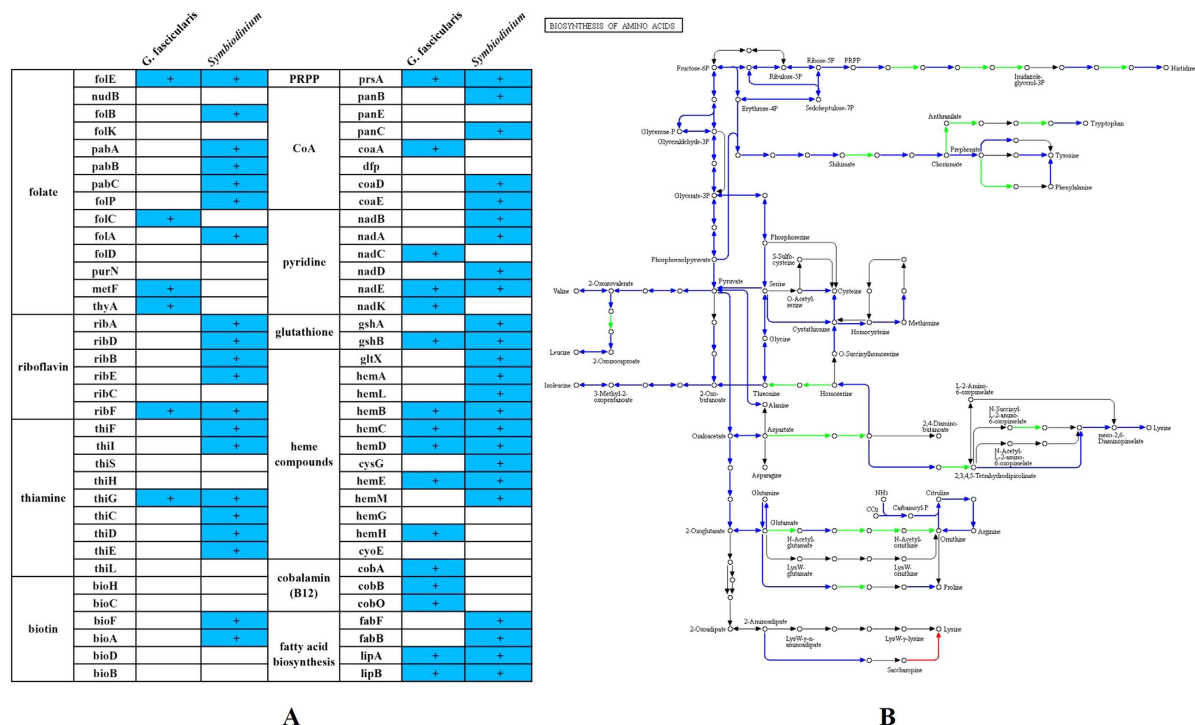 G. fascicularis Symbiodinium G. fascicularis Symbiodinium
folate folE + + PRPP prsA + +
nudB CoA panB +
folB + panE
folK panC +
pabA + coaA +
pabB + dfp
pabC + coaD +
folP + coaE +
folC + pyridine nadB +
folA + nadA +
folD nadC +
purN nadD +
metF + nadE + +
thyA + nadK +
riboflavin ribA + glutathione gshA +
ribD + gshB + +
ribB + heme compounds gltX +
ribE + hemA +
ribC hemL +
ribF + + hemB + +
thiamine thiF + hemC + +
thiI + hemD + +
thiS cysG +
thiH hemE + +
thiG + + hemM +
thiC + hemG
thiD + hemH +
thiE + cyoE
thiL cobalamin (B12) cobA +
biotin bioH cobB +
bioC cobO +
bioF + fatty acid biosynthesis fabF +
bioA + fabB +
bioD lipA + +
bioB lipB + +
A
BIOSYNTHESIS OF AMINO ACIDS
Fructose-6P
Ribulose-5P
Ribose-5P
PRPP
Imidazole-
glycerol-3P
Histidine
Erythrose-4P
Sedoheptulose-7P
Glycerone-P
Glyceraldehyde-3P
Anthranilate
Tryptophan
Shikimate
Chorismate
Prephenate
Tyrosine
Phenylalanine
Glycerate-3P
Phosphoserine
S-Sulfo-
cysteine
Phosphoenolpyruvate
Pyruvate
Serine
O-Acetyl-
serine
Cysteine
Valine
2-Oxoisovalerate
Cystathionine
Homocysteine
Methionine
Glycine
O-Succinylhomoserine
Leucine
2-Oxoisocaproate
Isoleucine
3-Methyl-2-
oxopentanoate
2-Oxo-
butanoate
Threonine
Homoserine
Alanine
L-2-Amino-
6-oxopimelate
N-Succinyl-
L-2-amino-
6-oxopimelate
Oxaloacetate
Aspartate
2,4-Diamino-
butanoate
N-Acetyl-
L-2-amino-
6-oxopimelate
meso-2,6-
Diaminopimelate
Lysine
Asparagine
2,3,4,5-Tetrahydrodipicolinate
Glutamine
NH3
CO2
Carbamoyl-P
Citruline
2-Oxoglutarate
Glutamate
N-Acetyl-
glutamate
N-Acetyl-
ornithine
Ornithine
Arginine
LysW-
glutamate
LysW-
ornithine
Proline
2-Oxoadipate
2-Aminoadipate
LysW-γ-α-
aminoadipate
LysW-γ-lysine
Lysine
Saccharopine
B